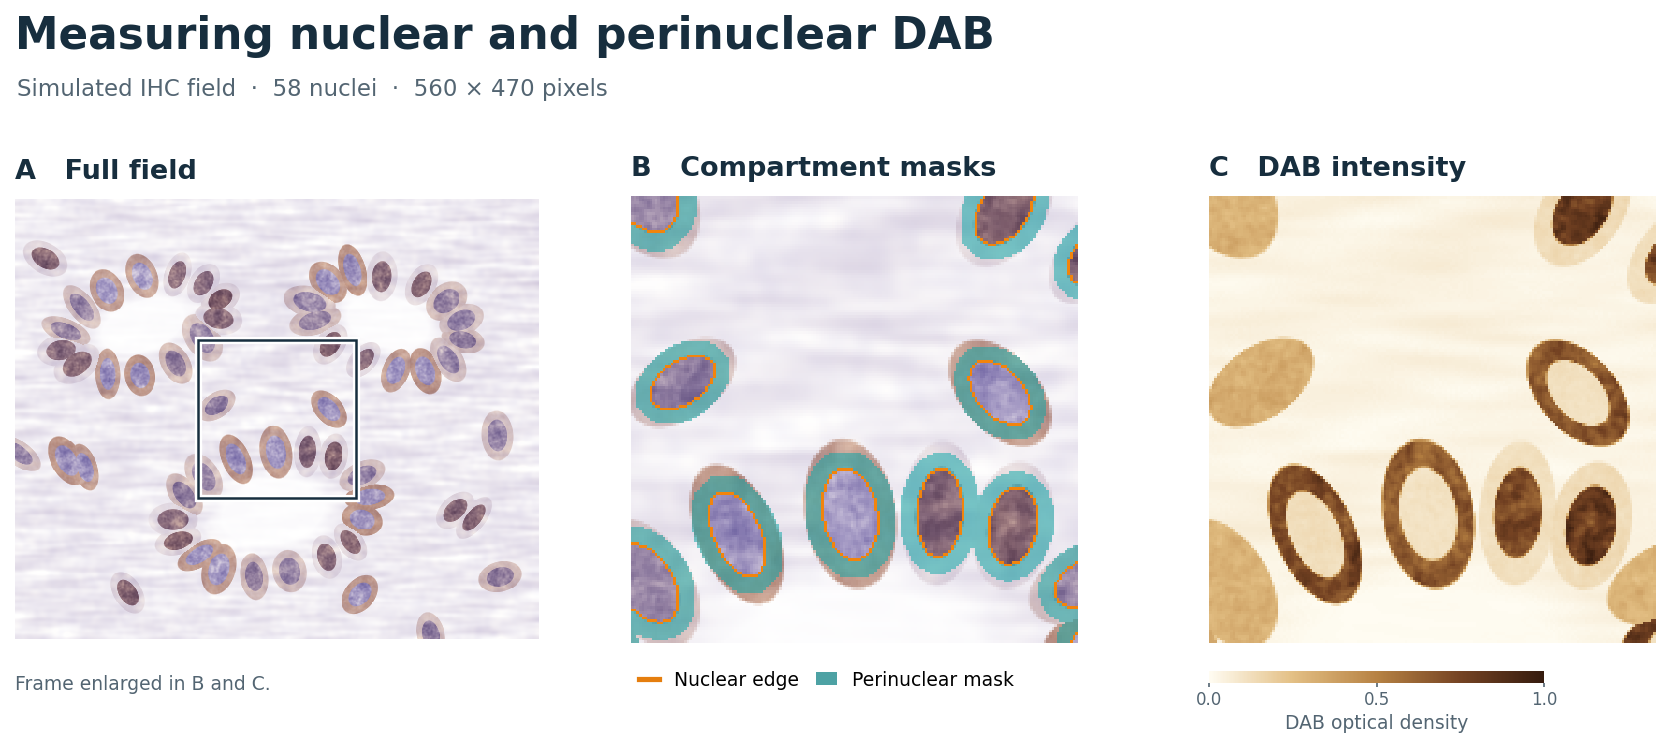 Measuring nuclear and perinuclear DAB
Simulated IHC field · 58 nuclei · 560 × 470 pixels
A Full field
B Compartment masks
C DAB intensity
Frame enlarged in B and C.
Nuclear edge
Perinuclear mask
0.0 0.5 1.0
DAB optical density